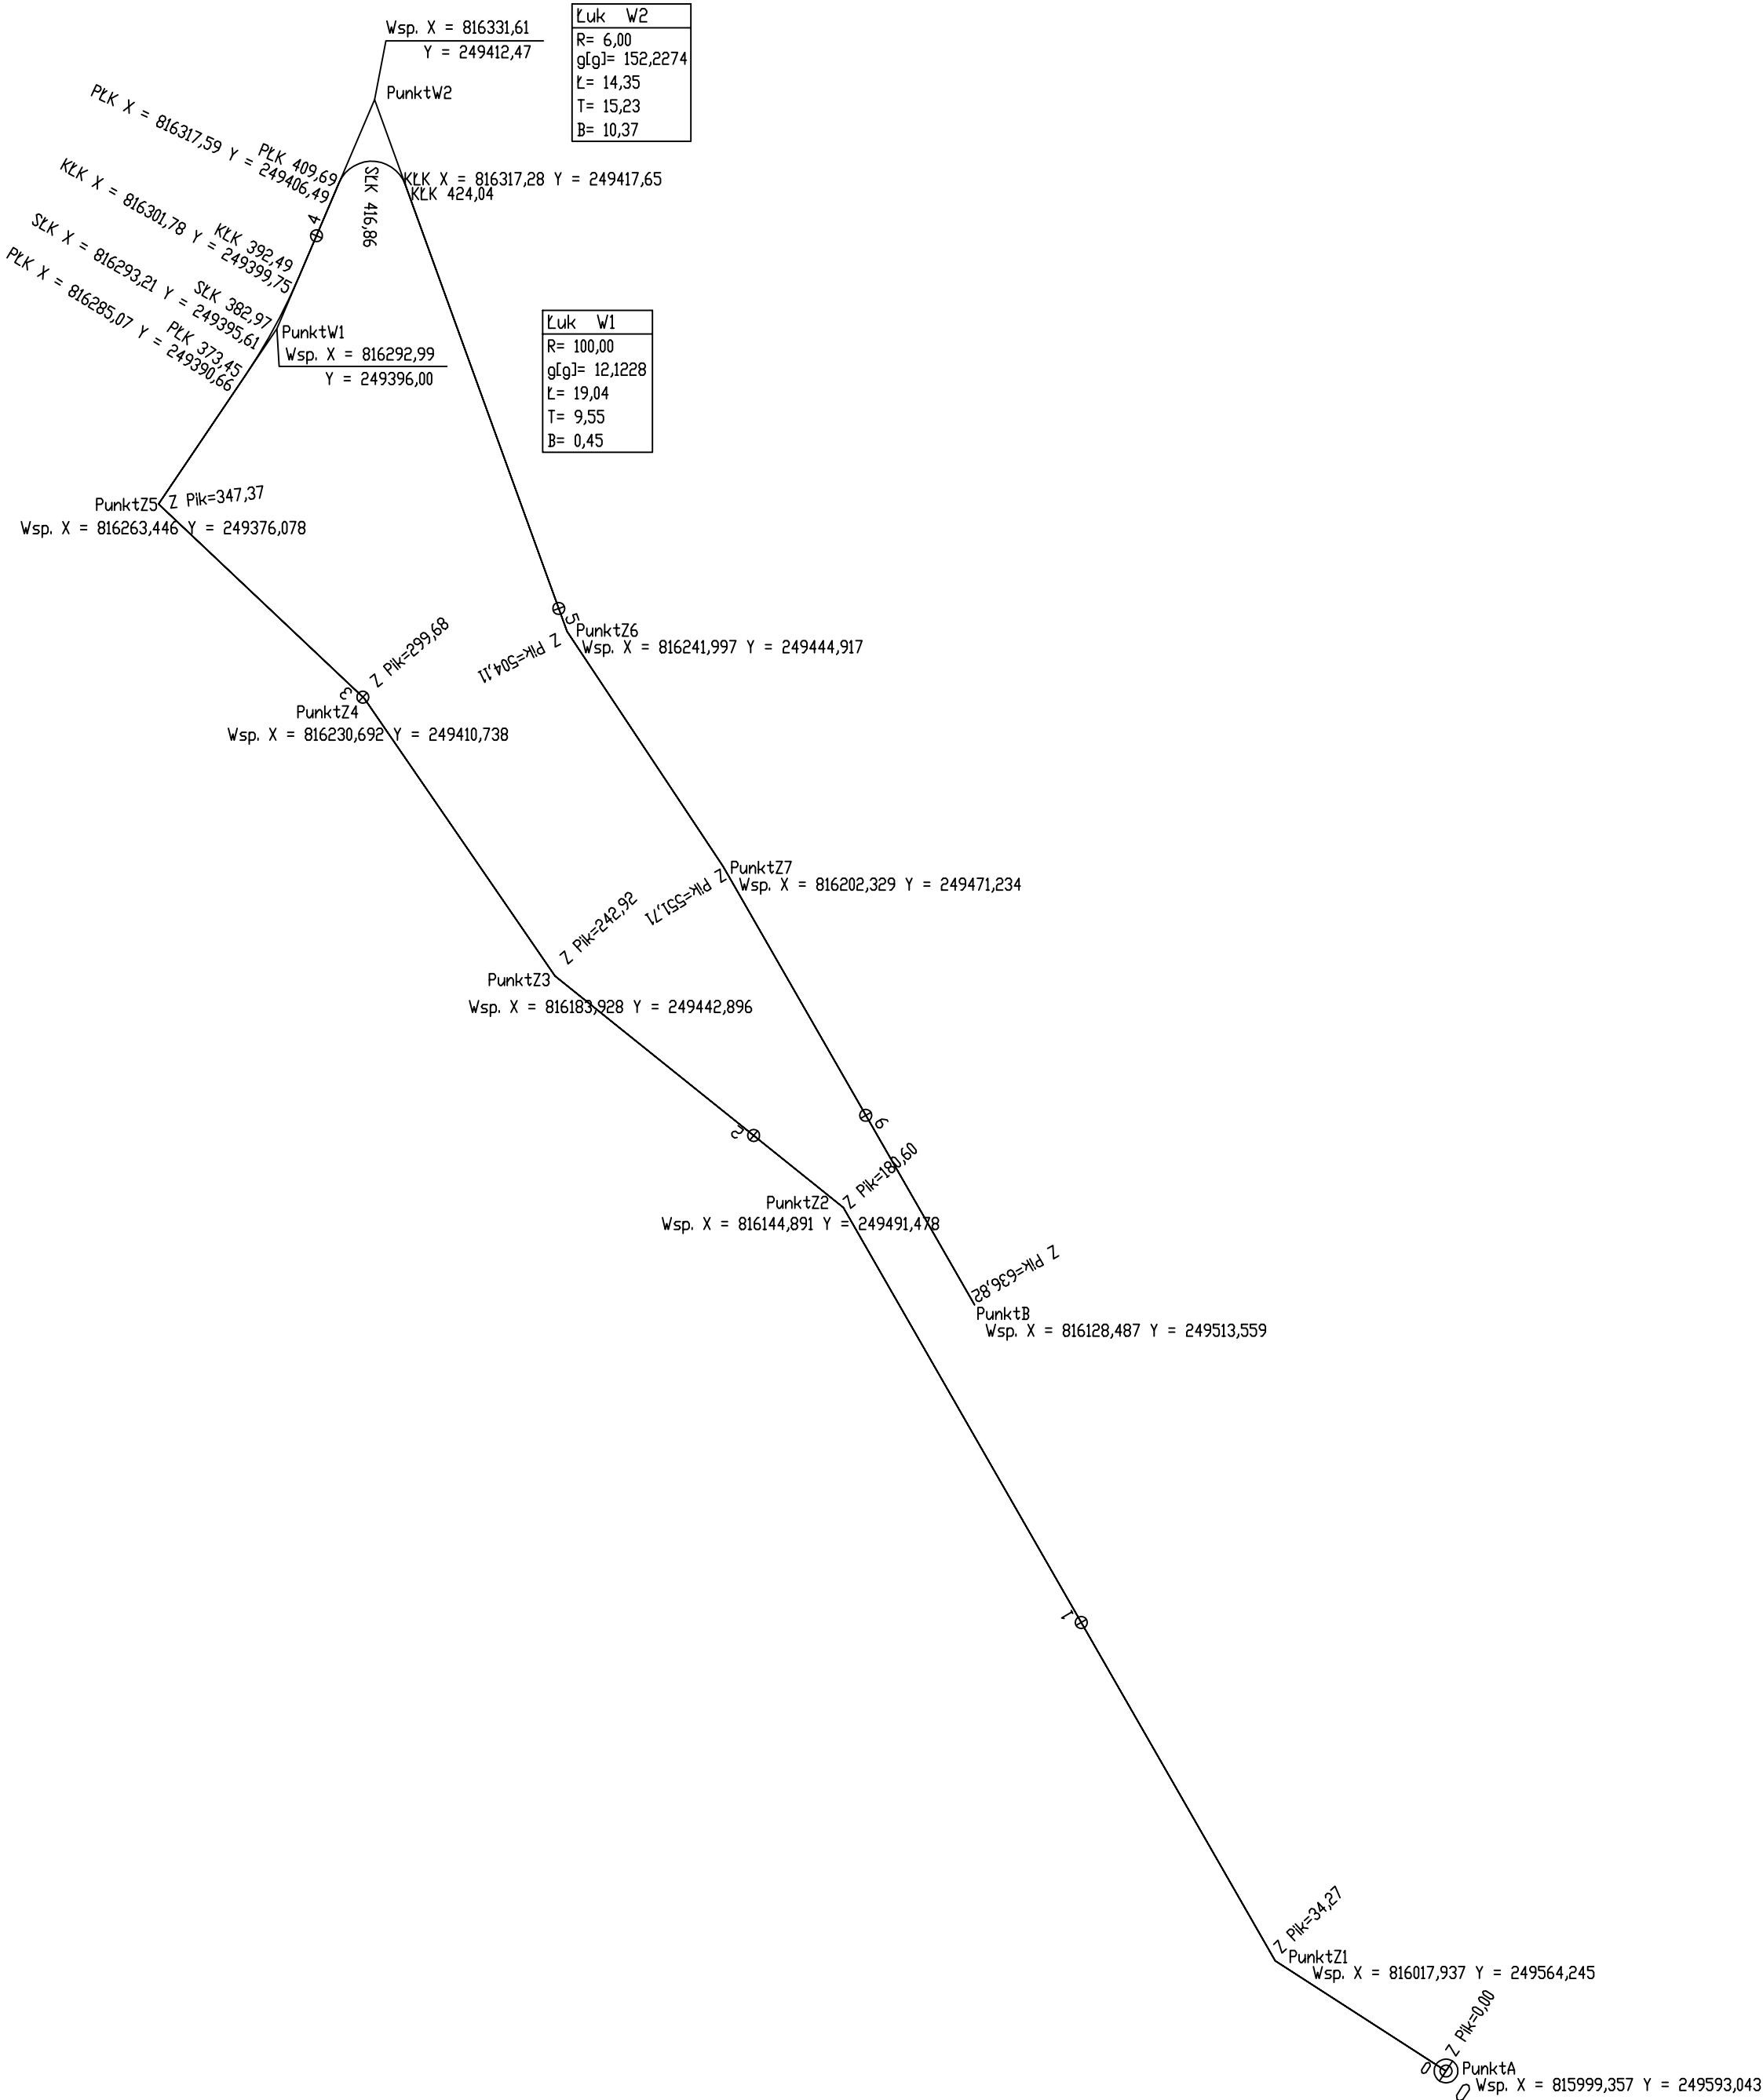 Łuk W2
R= 6,00
g[g]= 152,2274
Ł= 14,35
T= 15,23
B= 10,37
Wsp. X = 816331,61
Y = 249412,47
PunktW2
PŁK X = 816317,59 Y = 249406,49
PŁK 409,69
KŁK X = 816317,28 Y = 249417,65
KŁK 424,04
SŁK 416,86
4
KŁK X = 816301,78 Y = 249399,75
KŁK 392,49
SŁK X = 816293,21 Y = 249395,61
SŁK 382,97
PŁK X = 816285,07 Y = 249390,66
PŁK 373,45
PunktW1
Wsp. X = 816292,99
Y = 249396,00
Łuk W1
R= 100,00
g[g]= 12,1228
Ł= 19,04
T= 9,55
B= 0,45
PunktZ5
Z Pik=347,37
Wsp. X = 816263,446 Y = 249376,078
5
PunktZ6
Wsp. X = 816241,997 Y = 249444,917
Z Pik=504,11
Z Pik=299,68
3
PunktZ4
Wsp. X = 816230,692 Y = 249410,738
PunktZ7
Wsp. X = 816202,329 Y = 249471,234
Z Pik=551,71
Z Pik=242,92
PunktZ3
Wsp. X = 816183,928 Y = 249442,896
6
2
Z Pik=180,60
PunktZ2
Wsp. X = 816144,891 Y = 249491,478
Z Pik=636,82
PunktB
Wsp. X = 816128,487 Y = 249513,559
1
Z Pik=34,27
PunktZ1
Wsp. X = 816017,937 Y = 249564,245
Z Pik=0,00
0
PunktA
Wsp. X = 815999,357 Y = 249593,043
0